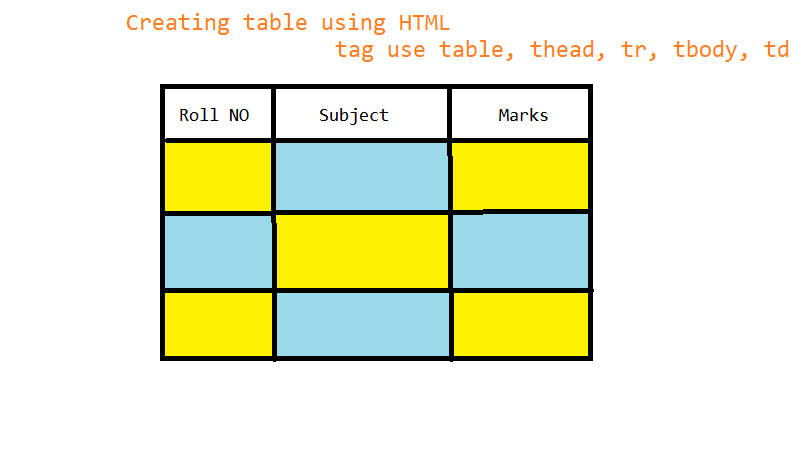 Creating table using HTML
tag use table, thead, tr, tbody, td
Roll NO Subject Marks